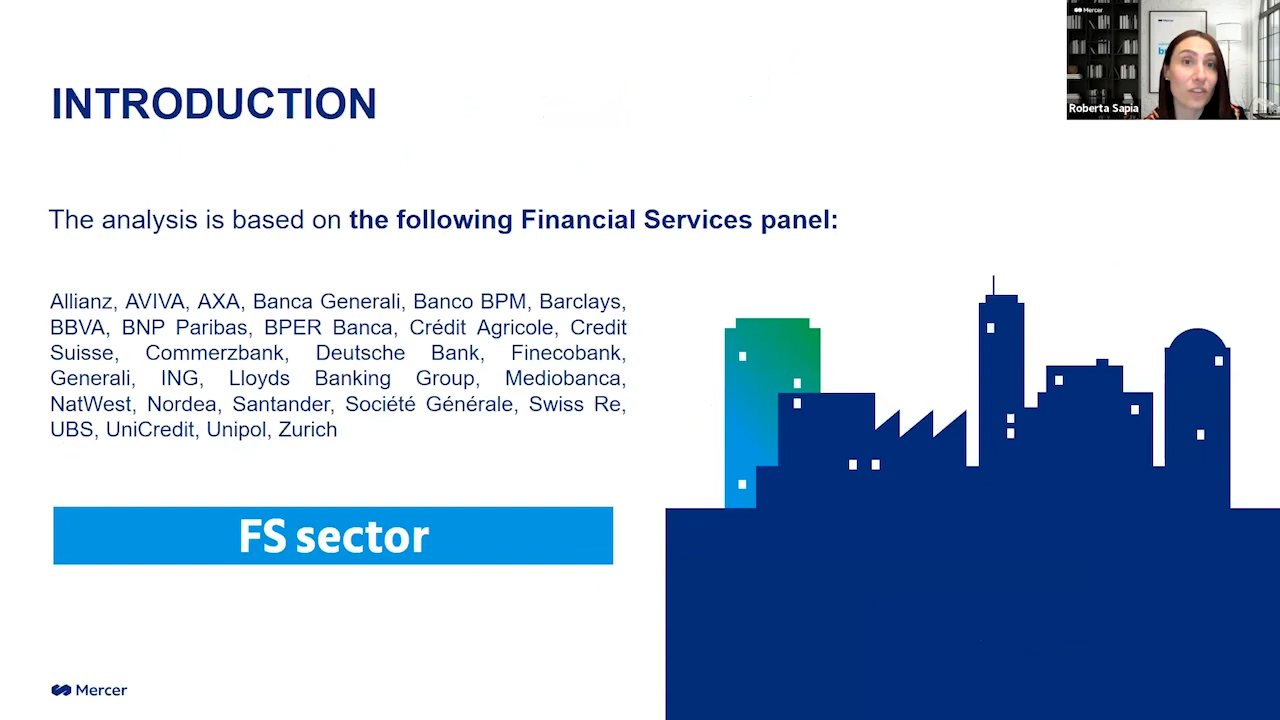 Mercer
Roberta Sapia
INTRODUCTION
The analysis is based on the following Financial Services panel:
Allianz, AVIVA, AXA, Banca Generali, Banco BPM, Barclays,
BBVA, BNP Paribas, BPER Banca, Crédit Agricole, Credit
Suisse, Commerzbank, Deutsche Bank, Finecobank,
Generali, ING, Lloyds Banking Group, Mediobanca,
NatWest, Nordea, Santander, Société Générale, Swiss Re,
UBS, UniCredit, Unipol, Zurich
FS sector
Mercer